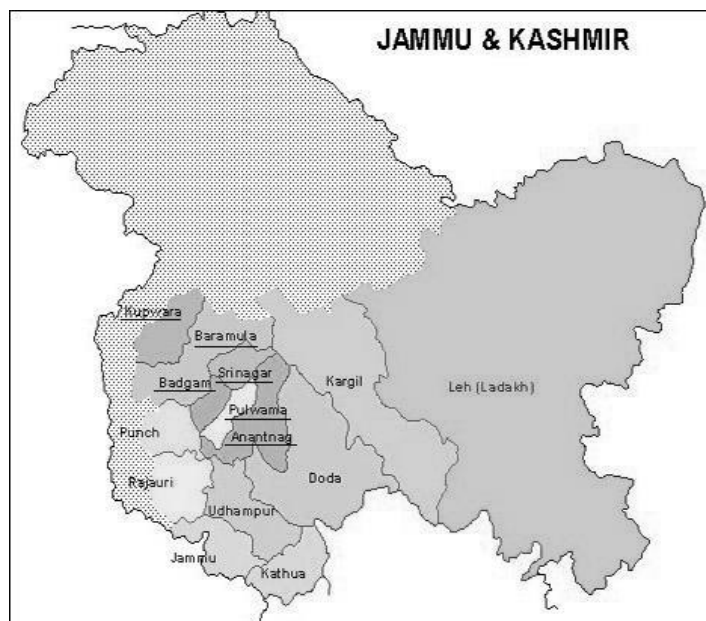 JAMMU & KASHMIR
Kupwara
Baramula
Srinagar
Badgam
Kargil
Leh (Ladakh)
Pulwama
Punch
Anantnag
Doda
Rajauri
Udhampur
Jammu
Kathua